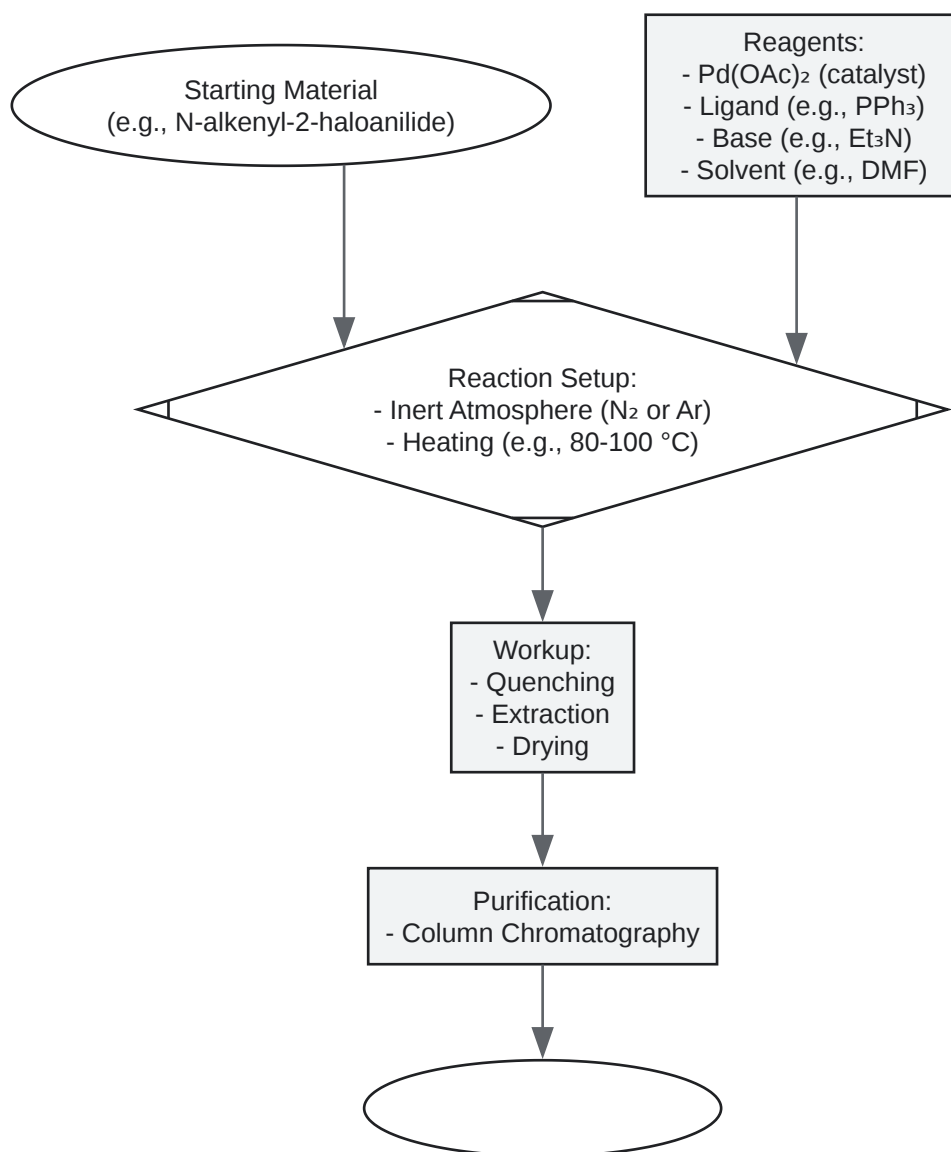 Starting Material
(e.g., N-alkenyl-2-haloanilide)
Reagents:
- Pd(OAc)₂ (catalyst)
- Ligand (e.g., PPh₃)
- Base (e.g., Et₃N)
- Solvent (e.g., DMF)
Reaction Setup:
- Inert Atmosphere (N₂ or Ar)
- Heating (e.g., 80-100 °C)
Workup:
- Quenching
- Extraction
- Drying
Purification:
- Column Chromatography